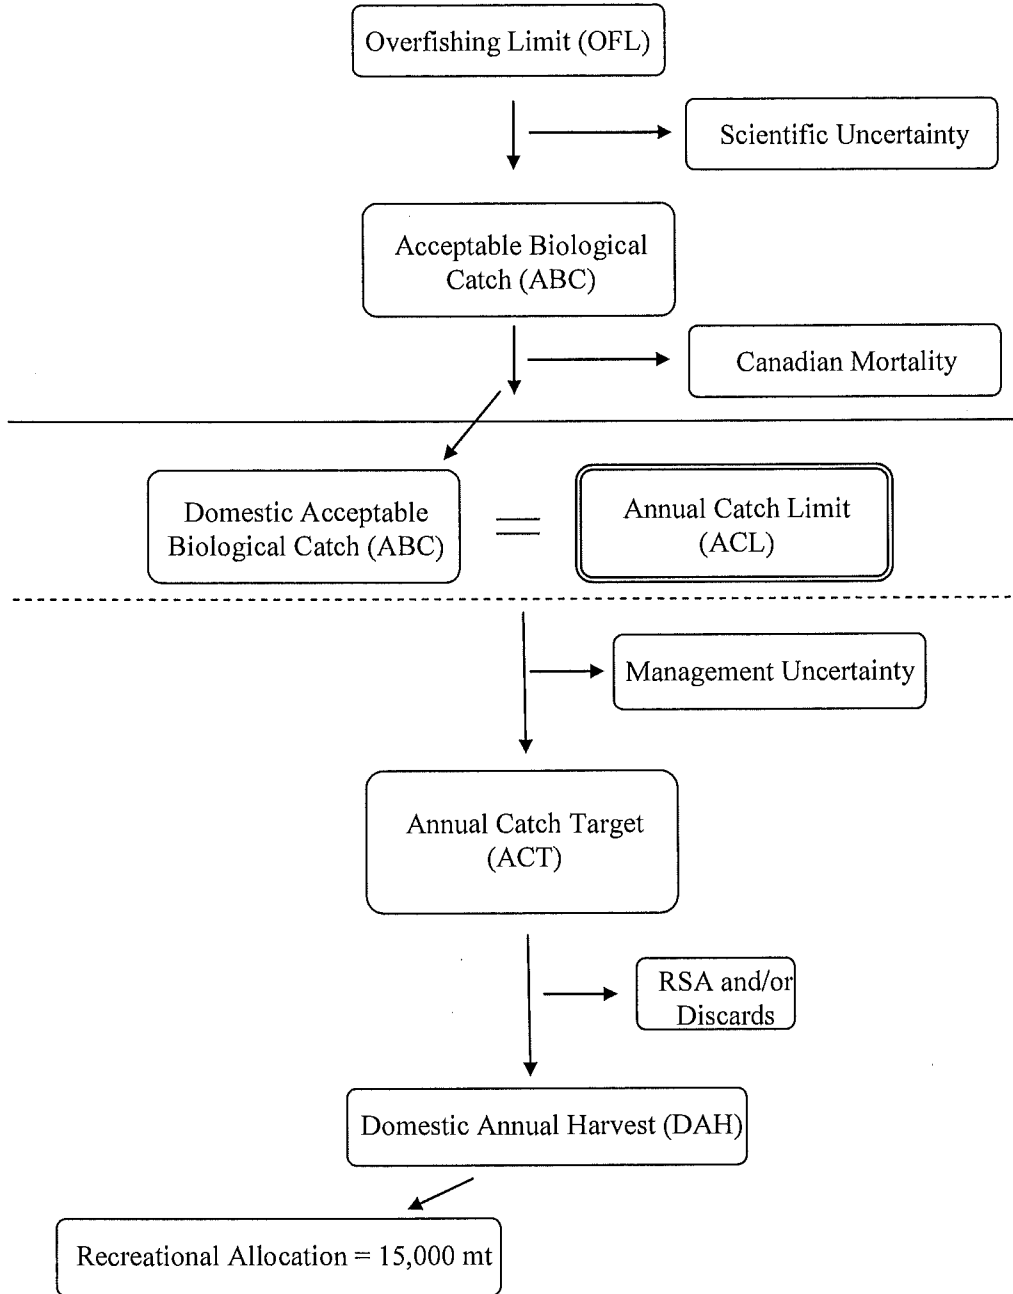 Overfishing Limit (OFL)
Scientific Uncertainty
Acceptable Biological
Catch (ABC)
Canadian Mortality
Domestic Acceptable
Biological Catch (ABC)
=
Annual Catch Limit
(ACL)
Management Uncertainty
Annual Catch Target
(ACT)
RSA and/or
Discards
Domestic Annual Harvest (DAH)
Recreational Allocation = 15,000 mt